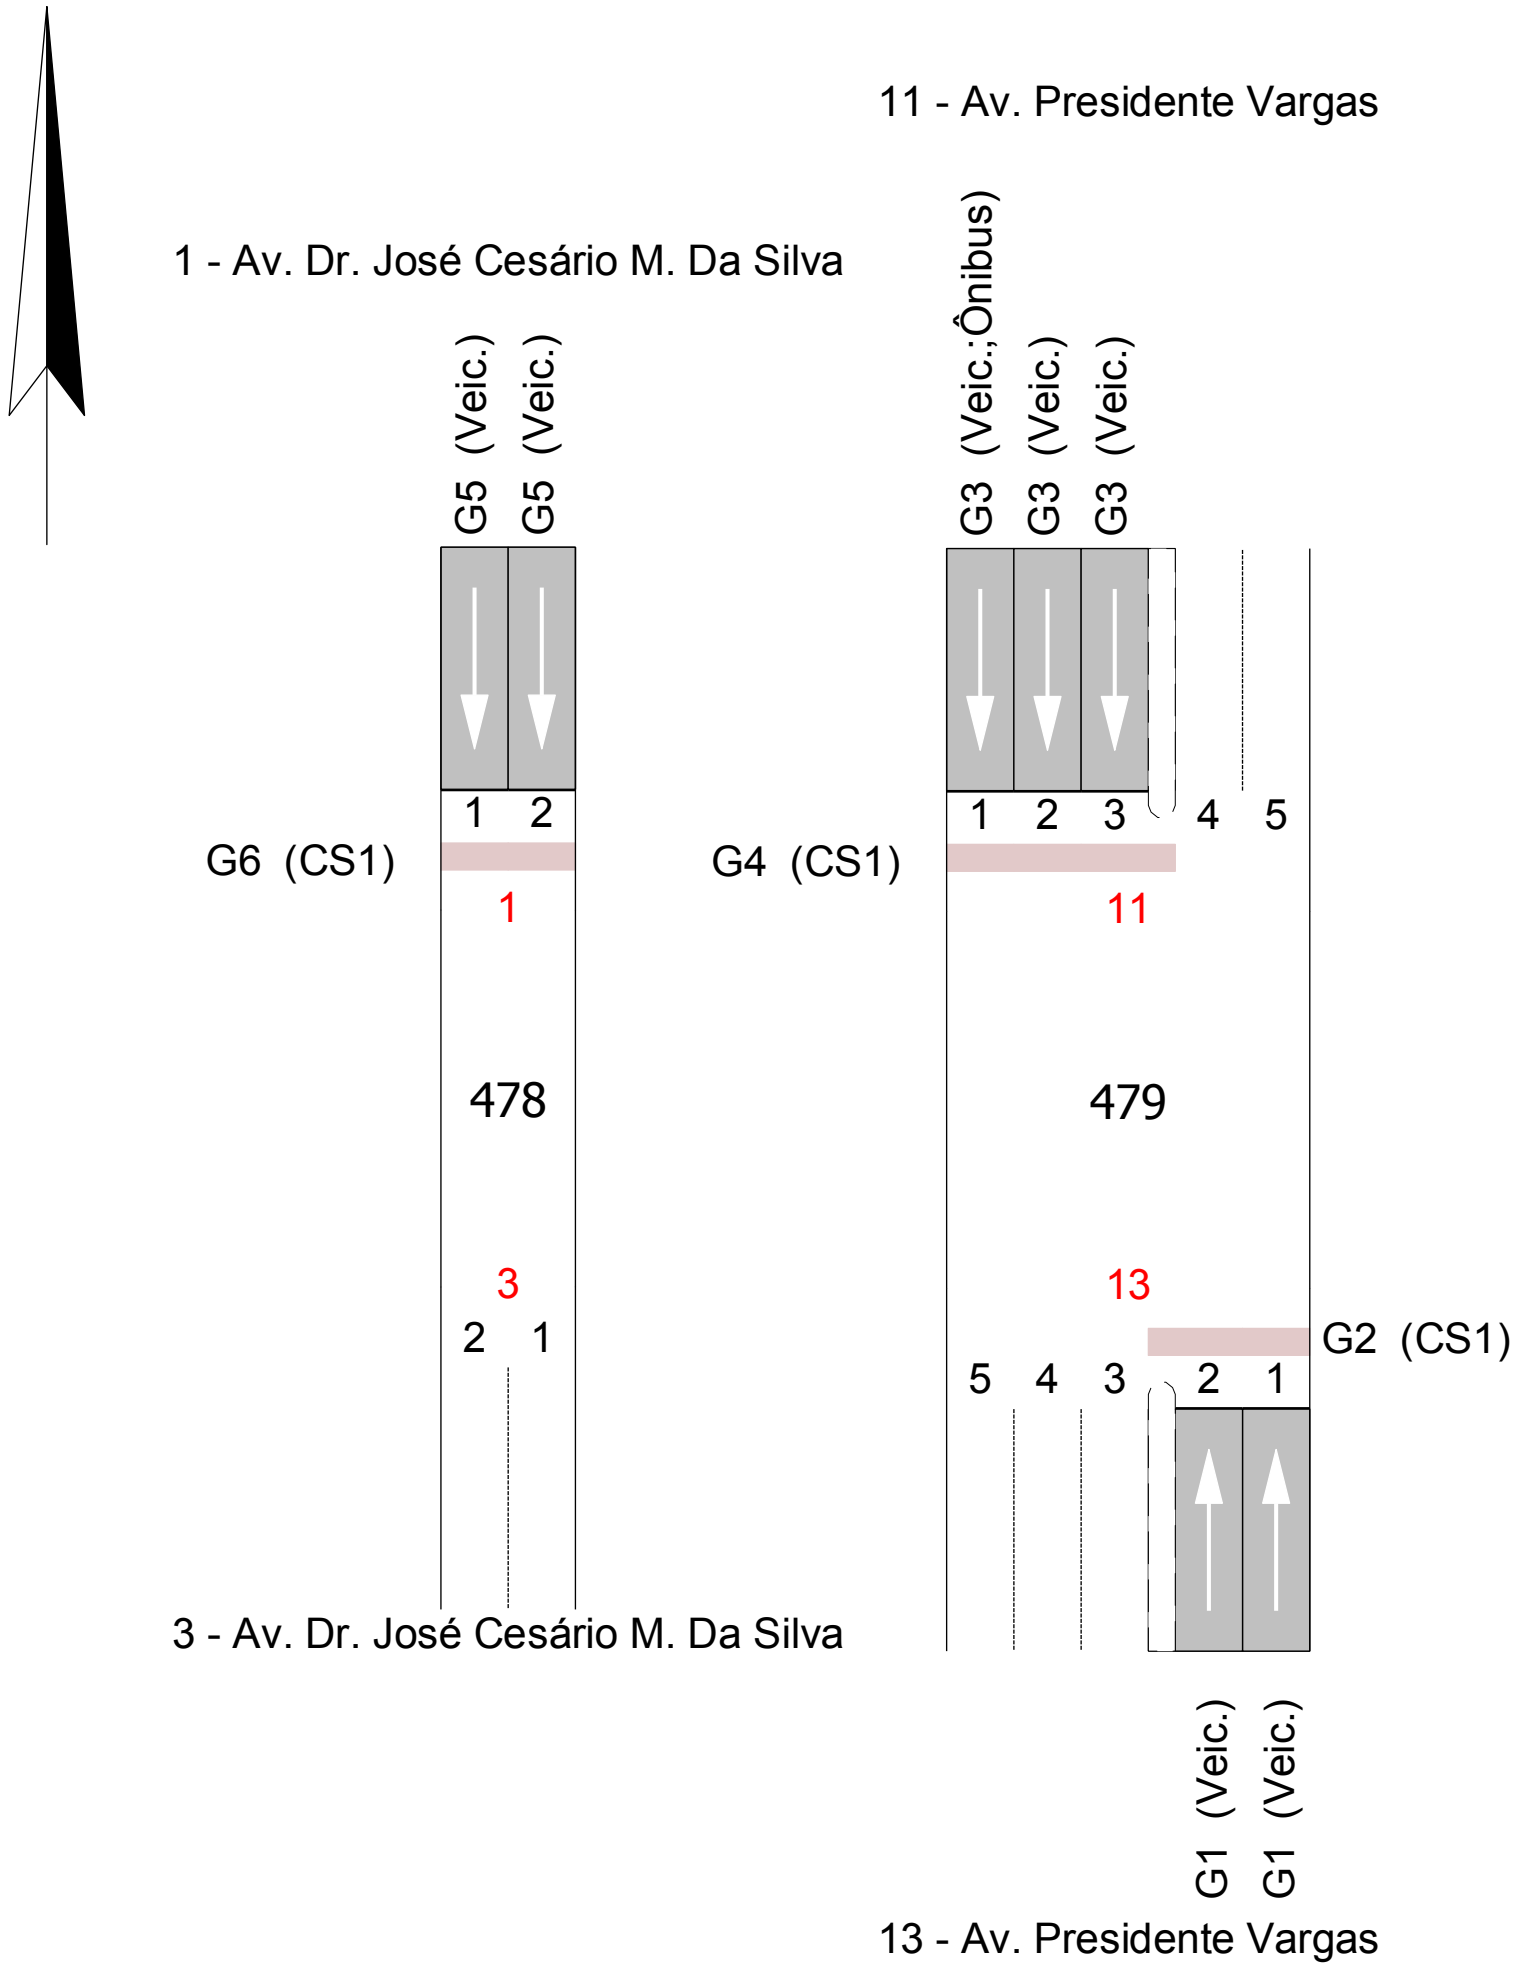 11 - Av. Presidente Vargas
1 - Av. Dr. José Cesário M. Da Silva
G5 (Veic.)
G5 (Veic.)
G3 (Veic.;Ônibus)
G3 (Veic.)
G3 (Veic.)
1 2
1 2 3 4 5
G6 (CS1)
G4 (CS1)
1
11
478
479
3
13
2 1
G2 (CS1)
5 4 3 2 1
3 - Av. Dr. José Cesário M. Da Silva
G1 (Veic.)
G1 (Veic.)
13 - Av. Presidente Vargas